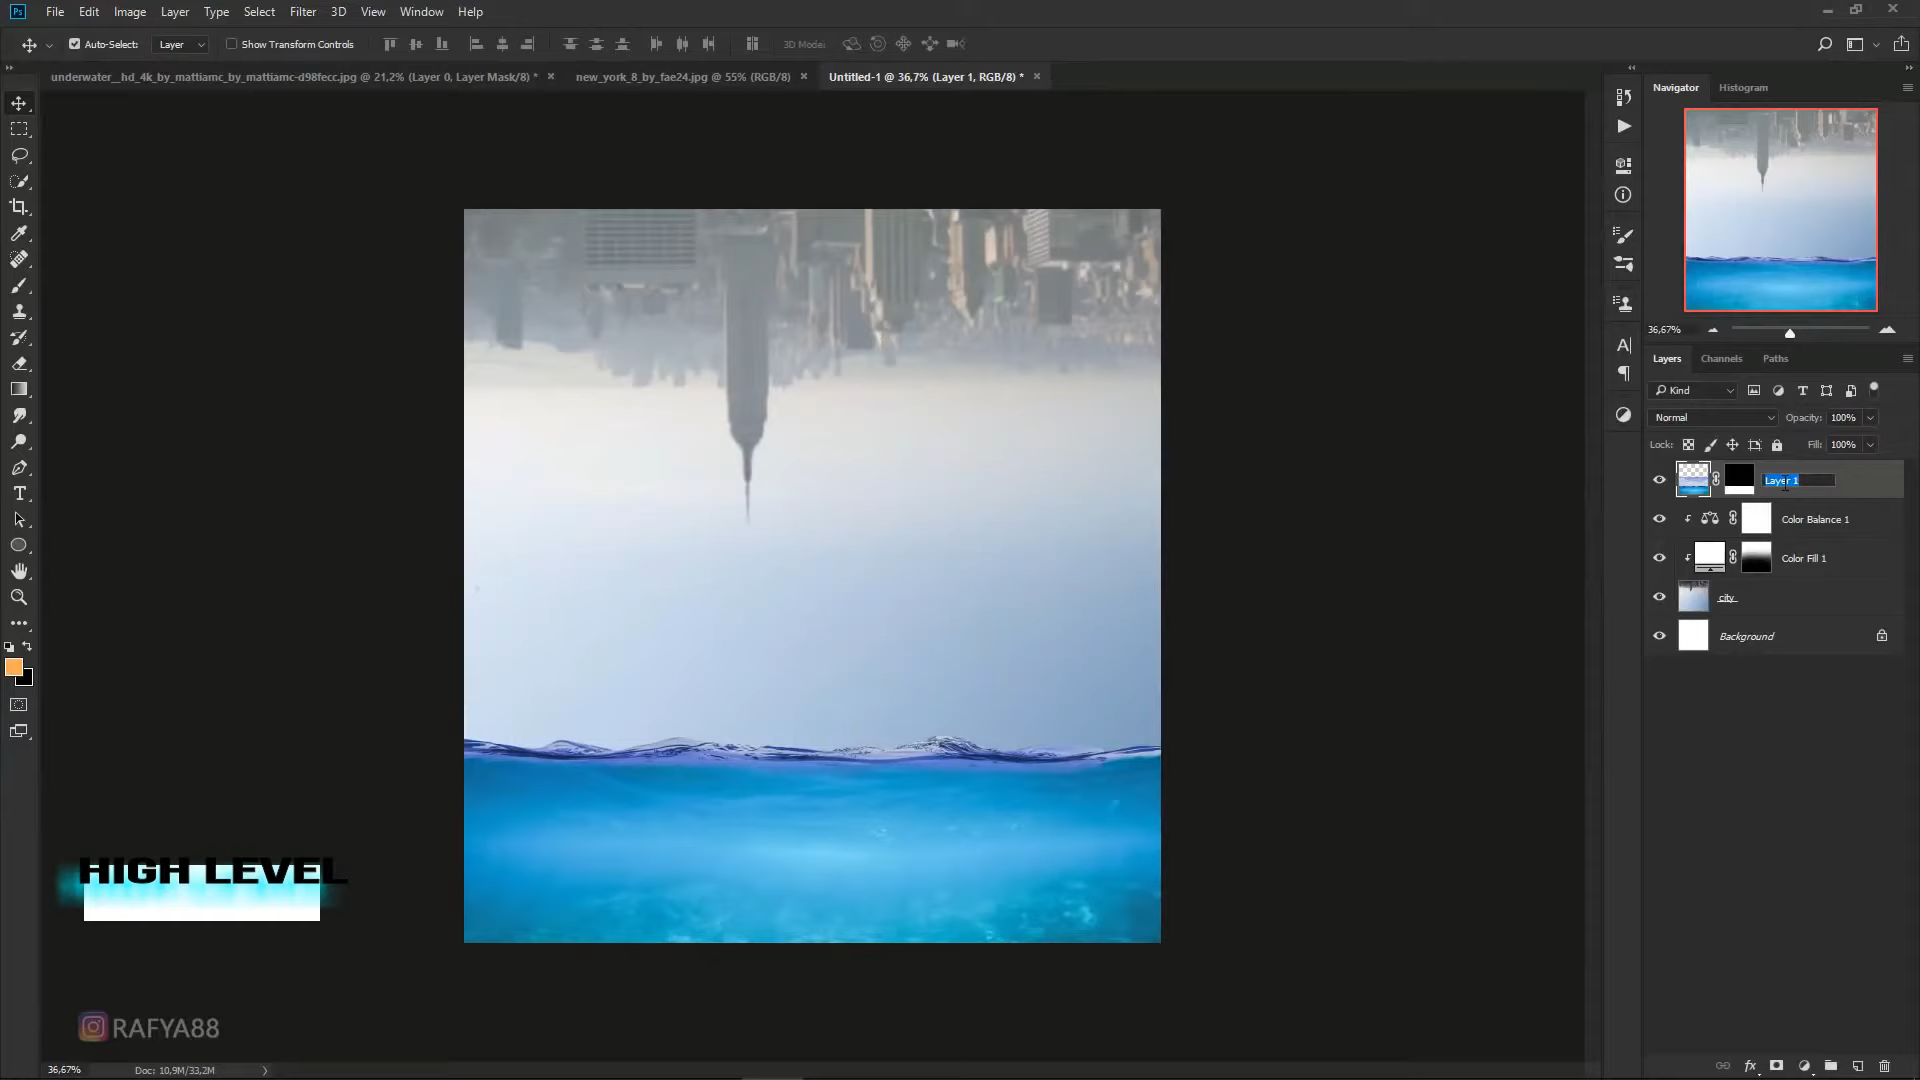 Ps File Edit Image Layer Type Select Filter 3D View Window Help
Auto-Select: Layer Show Transform Controls 3D Mode:
underwater__hd_4k_by_mattiamc_by_mattiamc-d98fecc.jpg @ 21,2% (Layer 0, Layer Mask/8) * × new_york_8_by_fae24.jpg @ 55% (RGB/8) × Untitled-1 @ 36,7% (Layer 1, RGB/8) * ×
Navigator Histogram
36,67%
Layers Channels Paths
Kind
Normal Opacity: 100%
Lock: Fill: 100%
Layer 1
Color Balance 1
Color Fill 1
city
Background
HIGH LEVEL
RAFYA88
36,67% Doc: 10,9M/33,2M